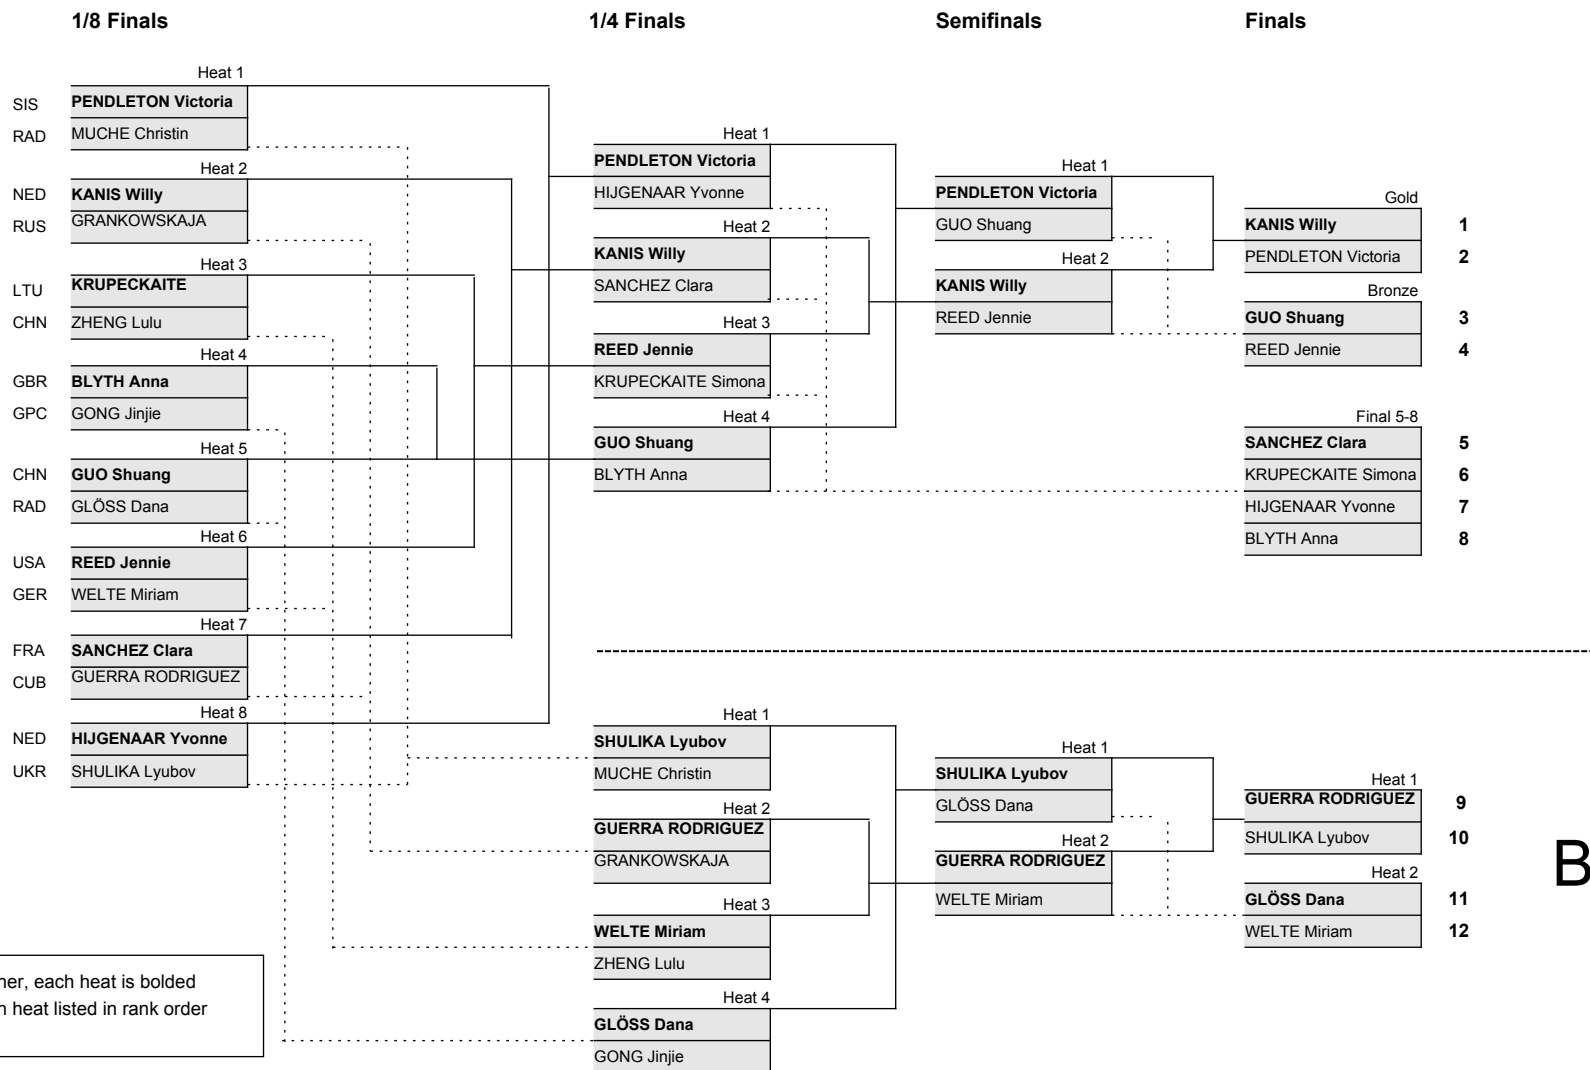 1/8 Finals 1/4 Finals Semifinals Finals
Heat 1
SIS PENDLETON Victoria
RAD MUCHE Christin
Heat 2
NED KANIS Willy
RUS GRANKOWSKAJA
Heat 3
LTU KRUPECKAITE
CHN ZHENG Lulu
Heat 4
GBR BLYTH Anna
GPC GONG Jinjie
Heat 5
CHN GUO Shuang
RAD GLÖSS Dana
Heat 6
USA REED Jennie
GER WELTE Miriam
Heat 7
FRA SANCHEZ Clara
CUB GUERRA RODRIGUEZ
Heat 8
NED HIJGENAAR Yvonne
UKR SHULIKA Lyubov
Heat 1
PENDLETON Victoria
HIJGENAAR Yvonne
Heat 2
KANIS Willy
SANCHEZ Clara
Heat 3
REED Jennie
KRUPECKAITE Simona
Heat 4
GUO Shuang
BLYTH Anna
Heat 1
PENDLETON Victoria
GUO Shuang
Heat 2
KANIS Willy
REED Jennie
Gold
KANIS Willy 1
PENDLETON Victoria 2
Bronze
GUO Shuang 3
REED Jennie 4
Final 5-8
SANCHEZ Clara 5
KRUPECKAITE Simona 6
HIJGENAAR Yvonne 7
BLYTH Anna 8
Heat 1
SHULIKA Lyubov
MUCHE Christin
Heat 2
GUERRA RODRIGUEZ
GRANKOWSKAJA
Heat 3
WELTE Miriam
ZHENG Lulu
Heat 4
GLÖSS Dana
GONG Jinjie
Heat 1
SHULIKA Lyubov
GLÖSS Dana
Heat 2
GUERRA RODRIGUEZ
WELTE Miriam
Heat 1
GUERRA RODRIGUEZ 9
SHULIKA Lyubov 10
Heat 2
GLÖSS Dana 11
WELTE Miriam 12
B
ner, each heat is bolded
heat listed in rank order